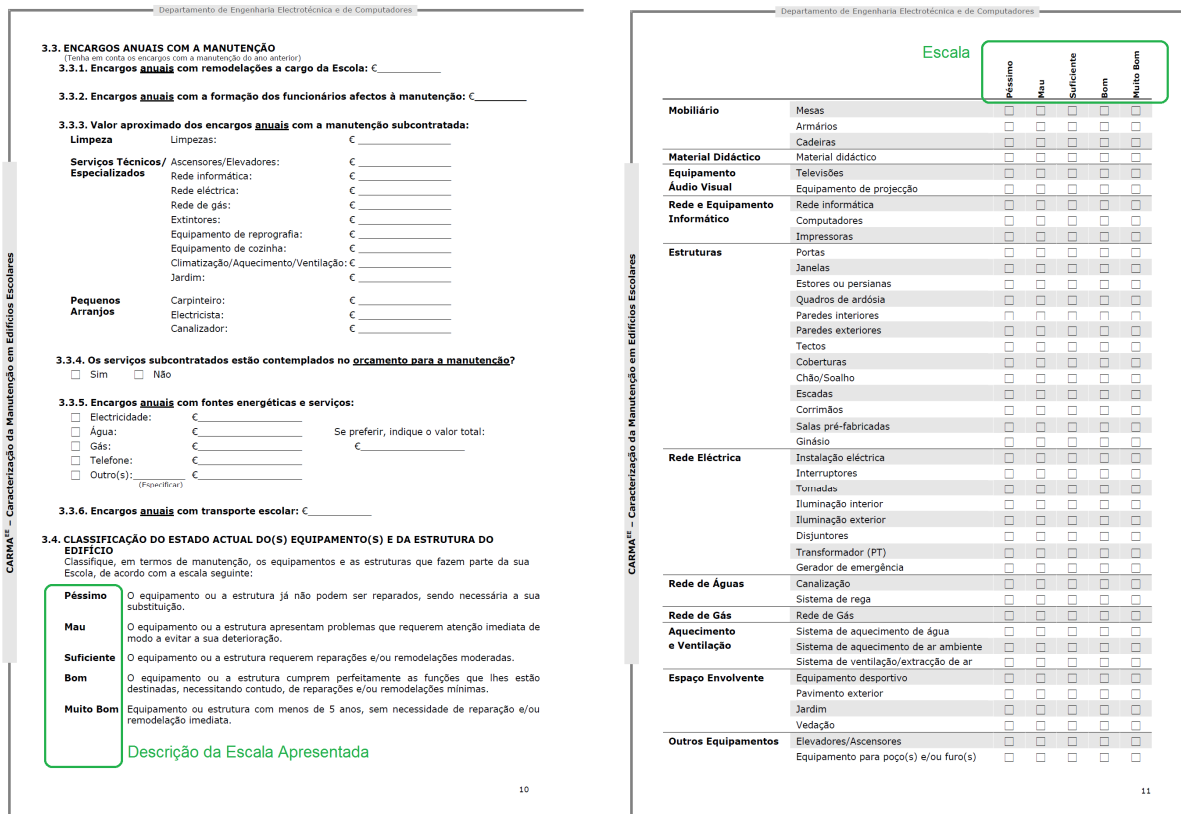 Departamento de Engenharia Electrotécnica e de Computadores
CARMA^EE – Caracterização da Manutenção em Edifícios Escolares
3.3. ENCARGOS ANUAIS COM A MANUTENÇÃO
(Tenha em conta os encargos com a manutenção do ano anterior)
3.3.1. Encargos anuais com remodelações a cargo da Escola: €
3.3.2. Encargos anuais com a formação dos funcionários afectos à manutenção: €
3.3.3. Valor aproximado dos encargos anuais com a manutenção subcontratada:
Limpeza Limpezas: €
Serviços Técnicos/ Ascensores/Elevadores: €
Especializados Rede informática: €
Rede eléctrica: €
Rede de gás: €
Extintores: €
Equipamento de reprografia: €
Equipamento de cozinha: €
Climatização/Aquecimento/Ventilação: €
Jardim: €
Pequenos Carpinteiro: €
Arranjos Electricista: €
Canalizador: €
3.3.4. Os serviços subcontratados estão contemplados no orçamento para a manutenção?
☐ Sim ☐ Não
3.3.5. Encargos anuais com fontes energéticas e serviços:
☐ Electricidade: €
☐ Água: € Se preferir, indique o valor total:
☐ Gás: € €
☐ Telefone: €
☐ Outro(s): €
(Especificar)
3.3.6. Encargos anuais com transporte escolar: €
3.4. CLASSIFICAÇÃO DO ESTADO ACTUAL DO(S) EQUIPAMENTO(S) E DA ESTRUTURA DO
EDIFÍCIO
Classifique, em termos de manutenção, os equipamentos e as estruturas que fazem parte da sua
Escola, de acordo com a escala seguinte:
Péssimo O equipamento ou a estrutura já não podem ser reparados, sendo necessária a sua
substituição.
Mau O equipamento ou a estrutura apresentam problemas que requerem atenção imediata de
modo a evitar a sua deterioração.
Suficiente O equipamento ou a estrutura requerem reparações e/ou remodelações moderadas.
Bom O equipamento ou a estrutura cumprem perfeitamente as funções que lhes estão
destinadas, necessitando contudo, de reparações e/ou remodelações mínimas.
Muito Bom Equipamento ou estrutura com menos de 5 anos, sem necessidade de reparação e/ou
remodelação imediata.
Descrição da Escala Apresentada
10
Departamento de Engenharia Electrotécnica e de Computadores
CARMA^EE – Caracterização da Manutenção em Edifícios Escolares
Escala
Péssimo Mau Suficiente Bom Muito Bom
Mobiliário Mesas ☐ ☐ ☐ ☐ ☐
Armários ☐ ☐ ☐ ☐ ☐
Cadeiras ☐ ☐ ☐ ☐ ☐
Material Didáctico Material didáctico ☐ ☐ ☐ ☐ ☐
Equipamento Televisões ☐ ☐ ☐ ☐ ☐
Áudio Visual Equipamento de projecção ☐ ☐ ☐ ☐ ☐
Rede e Equipamento Rede informática ☐ ☐ ☐ ☐ ☐
Informático Computadores ☐ ☐ ☐ ☐ ☐
Impressoras ☐ ☐ ☐ ☐ ☐
Estruturas Portas ☐ ☐ ☐ ☐ ☐
Janelas ☐ ☐ ☐ ☐ ☐
Estores ou persianas ☐ ☐ ☐ ☐ ☐
Quadros de ardósia ☐ ☐ ☐ ☐ ☐
Paredes interiores ☐ ☐ ☐ ☐ ☐
Paredes exteriores ☐ ☐ ☐ ☐ ☐
Tectos ☐ ☐ ☐ ☐ ☐
Coberturas ☐ ☐ ☐ ☐ ☐
Chão/Soalho ☐ ☐ ☐ ☐ ☐
Escadas ☐ ☐ ☐ ☐ ☐
Corrimãos ☐ ☐ ☐ ☐ ☐
Salas pré-fabricadas ☐ ☐ ☐ ☐ ☐
Ginásio ☐ ☐ ☐ ☐ ☐
Rede Eléctrica Instalação eléctrica ☐ ☐ ☐ ☐ ☐
Interruptores ☐ ☐ ☐ ☐ ☐
Tomadas ☐ ☐ ☐ ☐ ☐
Iluminação interior ☐ ☐ ☐ ☐ ☐
Iluminação exterior ☐ ☐ ☐ ☐ ☐
Disjuntores ☐ ☐ ☐ ☐ ☐
Transformador (PT) ☐ ☐ ☐ ☐ ☐
Gerador de emergência ☐ ☐ ☐ ☐ ☐
Rede de Águas Canalização ☐ ☐ ☐ ☐ ☐
Sistema de rega ☐ ☐ ☐ ☐ ☐
Rede de Gás Rede de Gás ☐ ☐ ☐ ☐ ☐
Aquecimento Sistema de aquecimento de água ☐ ☐ ☐ ☐ ☐
e Ventilação Sistema de aquecimento de ar ambiente ☐ ☐ ☐ ☐ ☐
Sistema de ventilação/extracção de ar ☐ ☐ ☐ ☐ ☐
Espaço Envolvente Equipamento desportivo ☐ ☐ ☐ ☐ ☐
Pavimento exterior ☐ ☐ ☐ ☐ ☐
Jardim ☐ ☐ ☐ ☐ ☐
Vedação ☐ ☐ ☐ ☐ ☐
Outros Equipamentos Elevadores/Ascensores ☐ ☐ ☐ ☐ ☐
Equipamento para poço(s) e/ou furo(s) ☐ ☐ ☐ ☐ ☐
11